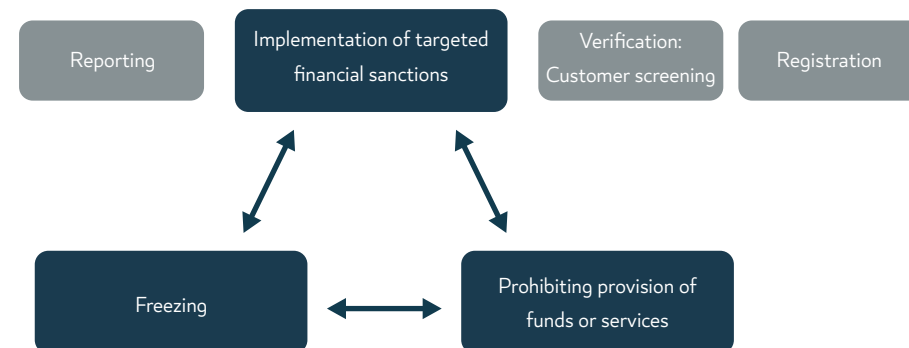 Reporting
Implementation of targeted
financial sanctions
Verification:
Customer screening
Registration
Freezing
Prohibiting provision of
funds or services